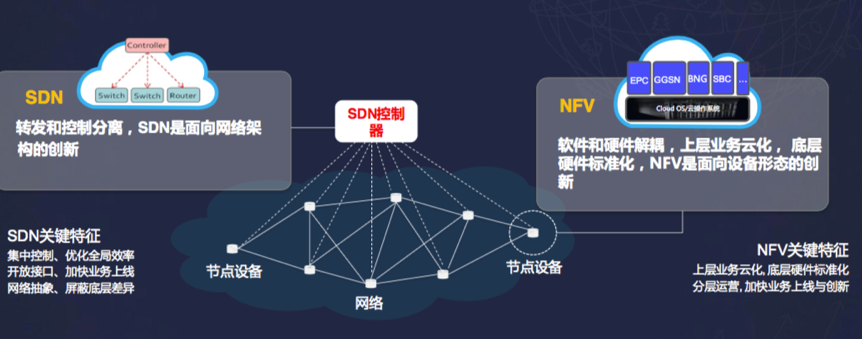 Controller
Switch
Switch
Router
SDN
转发和控制分离，SDN是面向网络架
构的创新
SDN控制
器
EPC
GGSN
BNG
SBC
...
Cloud OS/云操作系统
NFV
软件和硬件解耦，上层业务云化， 底层
硬件标准化，NFV是面向设备形态的创
新
SDN关键特征
集中控制、优化全局效率
开放接口、加快业务上线
网络抽象、屏蔽底层差异
节点设备
网络
节点设备
NFV关键特征
上层业务云化, 底层硬件标准化
分层运营, 加快业务上线与创新